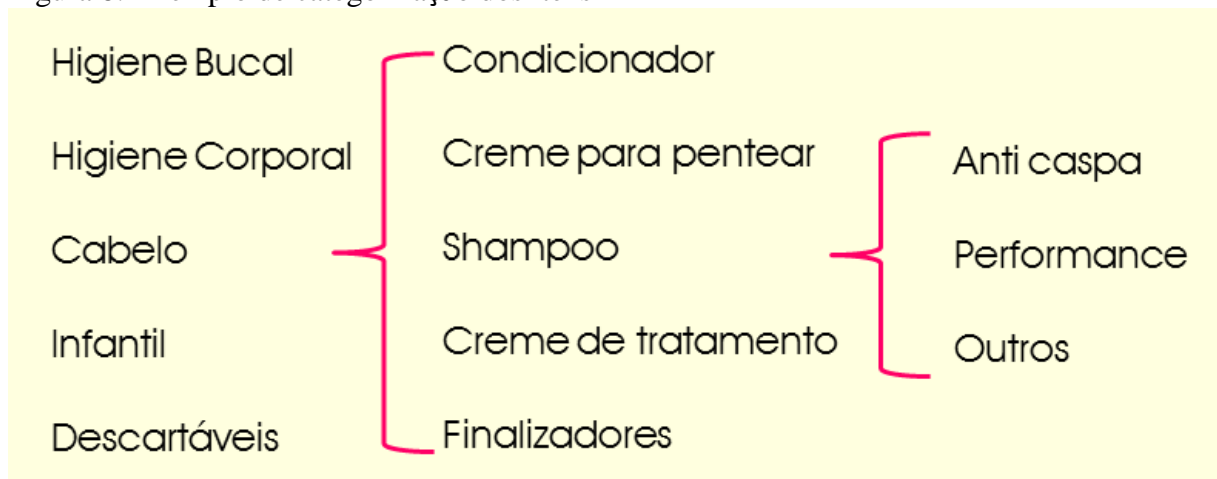 Higiene Bucal
Higiene Corporal
Cabelo
Infantil
Descartáveis
Condicionador
Creme para pentear
Shampoo
Creme de tratamento
Finalizadores
Anti caspa
Performance
Outros